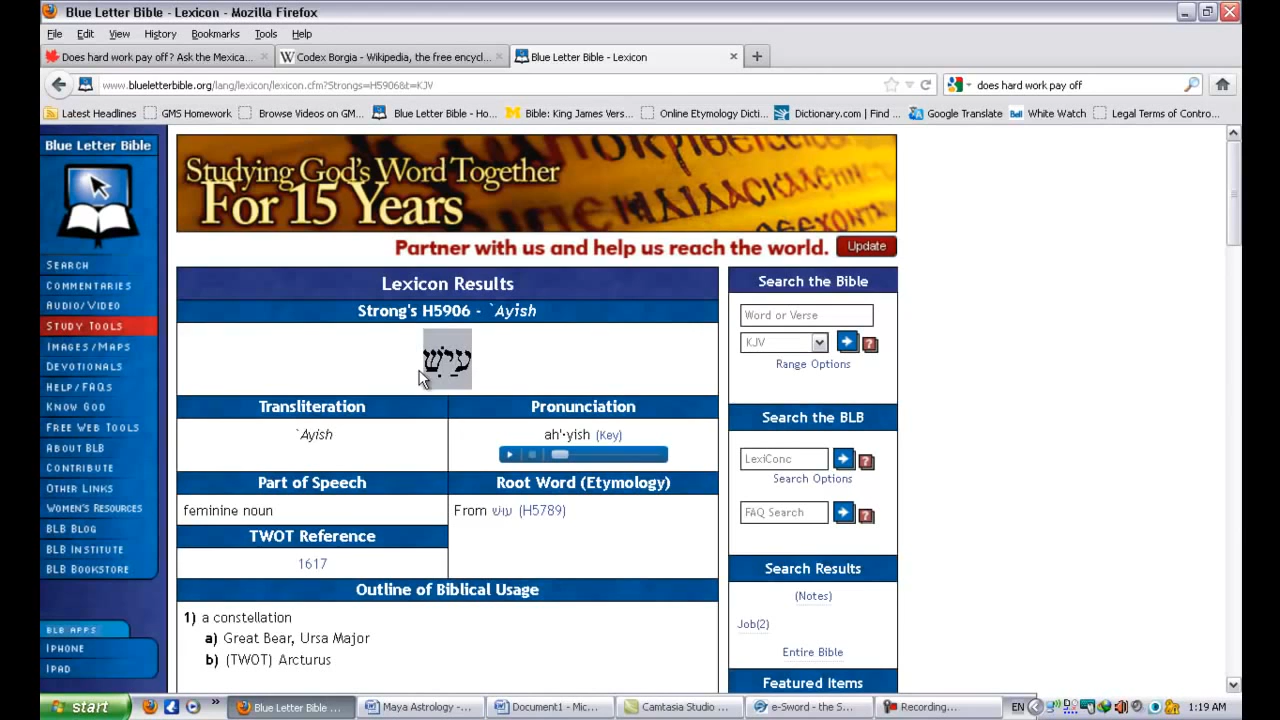 Blue Letter Bible - Lexicon - Mozilla Firefox
File Edit View History Bookmarks Tools Help
Does hard work pay off? Ask the Mexica...
Codex Borgia - Wikipedia, the free encycl...
Blue Letter Bible - Lexicon
www.blueletterbible.org/lang/lexicon/lexicon.cfm?Strongs=H5906&t=KJV
does hard work pay off
Latest Headlines GMS Homework Browse Videos on GM... Blue Letter Bible - Ho... Bible: King James Vers... Online Etymology Dicti... Dictionary.com | Find ... Google Translate White Watch Legal Terms of Contro...
Blue Letter Bible
SEARCH
COMMENTARIES
AUDIO/VIDEO
STUDY TOOLS
IMAGES/MAPS
DEVOTIONALS
HELP/FAQS
KNOW GOD
FREE WEB TOOLS
ABOUT BLB
CONTRIBUTE
OTHER LINKS
WOMEN'S RESOURCES
BLB BLOG
BLB INSTITUTE
BLB BOOKSTORE
BLB APPS
IPHONE
IPAD
Studying God's Word Together
For 15 Years
Partner with us and help us reach the world.
Update
Lexicon Results
Strong's H5906 - `Ayish
עַיִשׁ
Transliteration
`Ayish
Pronunciation
ah'·yish (Key)
Part of Speech
feminine noun
Root Word (Etymology)
From עוּשׁ (H5789)
TWOT Reference
1617
Outline of Biblical Usage
1) a constellation
a) Great Bear, Ursa Major
b) (TWOT) Arcturus
Search the Bible
Word or Verse
KJV
Range Options
Search the BLB
LexiConc
Search Options
FAQ Search
Search Results
(Notes)
Job(2)
Entire Bible
Featured Items
start
Blue Letter Bible ...
Maya Astrology -...
Document1 - Mic...
Camtasia Studio ...
e-Sword - the S...
Recording...
EN
1:19 AM